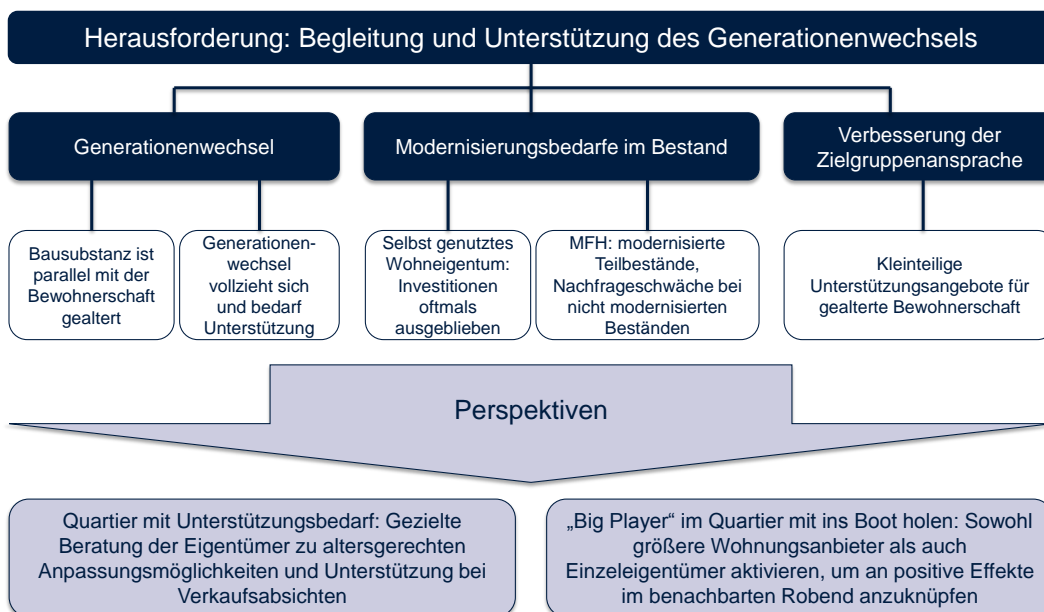 Herausforderung: Begleitung und Unterstützung des Generationenwechsels
Generationenwechsel
Modernisierungsbedarfe im Bestand
Verbesserung der
Zielgruppenansprache
Bausubstanz ist
parallel mit der
Bewohnerschaft
gealtert
Generationen-
wechsel
vollzieht sich
und bedarf
Unterstützung
Selbst genutztes
Wohneigentum:
Investitionen
oftmals
ausgeblieben
MFH: modernisierte
Teilbestände,
Nachfrageschwäche bei
nicht modernisierten
Beständen
Kleinteilige
Unterstützungsangebote für
gealterte Bewohnerschaft
Perspektiven
Quartier mit Unterstützungsbedarf: Gezielte
Beratung der Eigentümer zu altersgerechten
Anpassungsmöglichkeiten und Unterstützung bei
Verkaufsabsichten
„Big Player“ im Quartier mit ins Boot holen: Sowohl
größere Wohnungsanbieter als auch
Einzeleigentümer aktivieren, um an positive Effekte
im benachbarten Robend anzuknüpfen